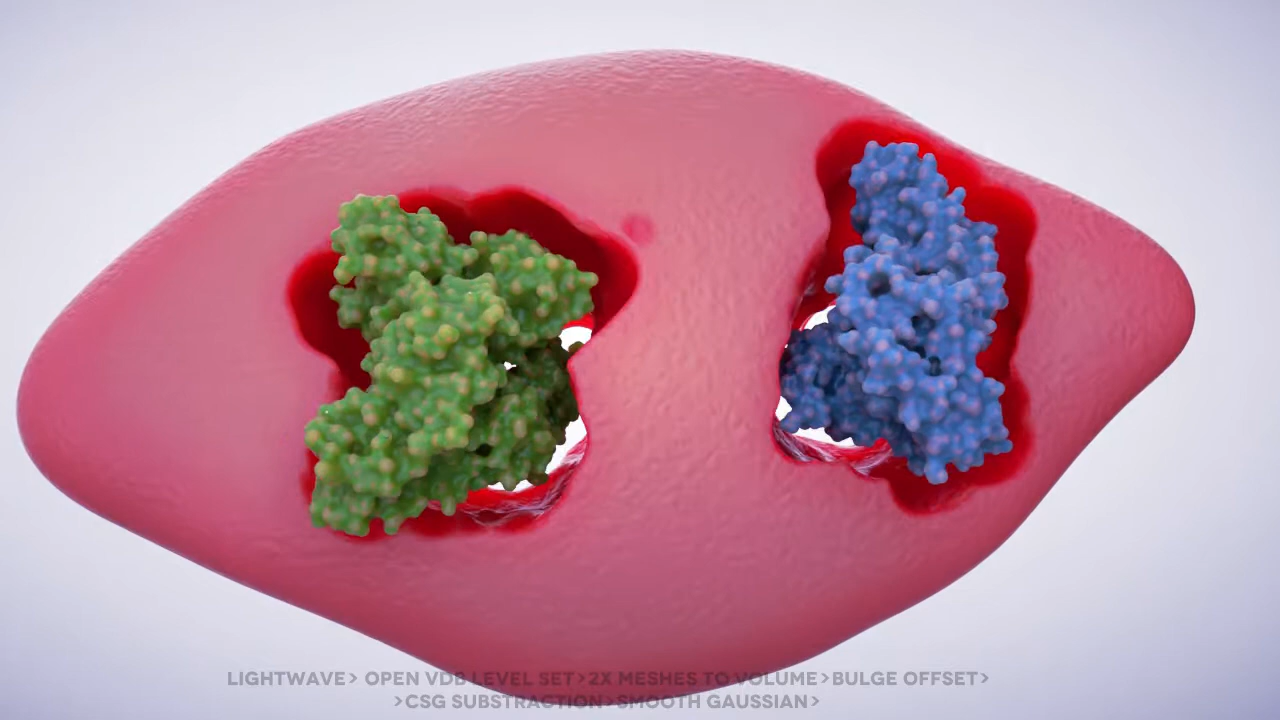 LIGHTWAVE> OPEN VDB LEVEL SET>2X MESHES TO VOLUME>BULGE OFFSET>
>CSG SUBSTRACTION>SMOOTH GAUSSIAN>